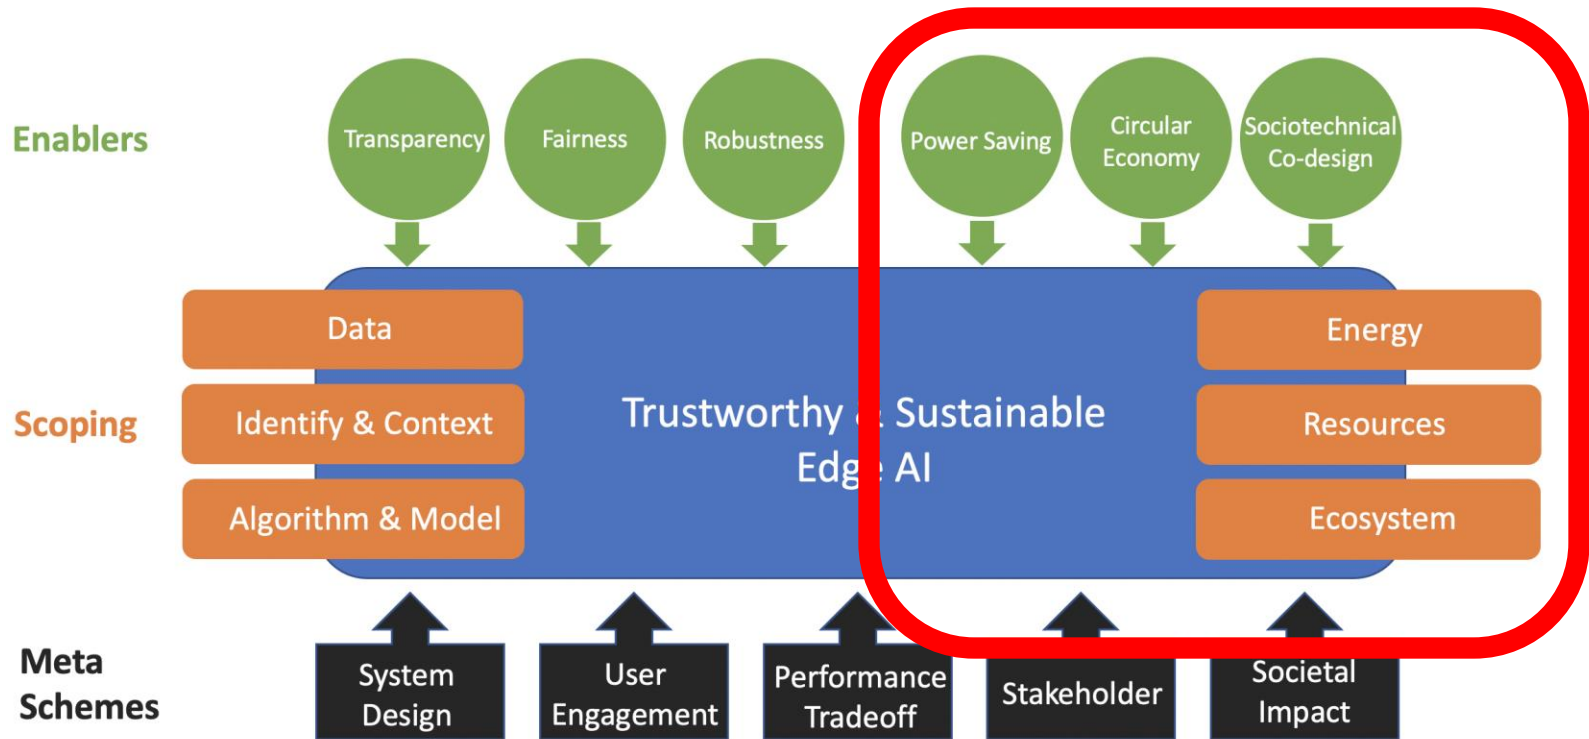 Enablers
Transparency
Fairness
Robustness
Power Saving
Circular
Economy
Sociotechnical
Co-design
Scoping
Data
Identify & Context
Algorithm & Model
Trustworthy & Sustainable
Edge AI
Energy
Resources
Ecosystem
Meta
Schemes
System
Design
User
Engagement
Performance
Tradeoff
Stakeholder
Societal
Impact